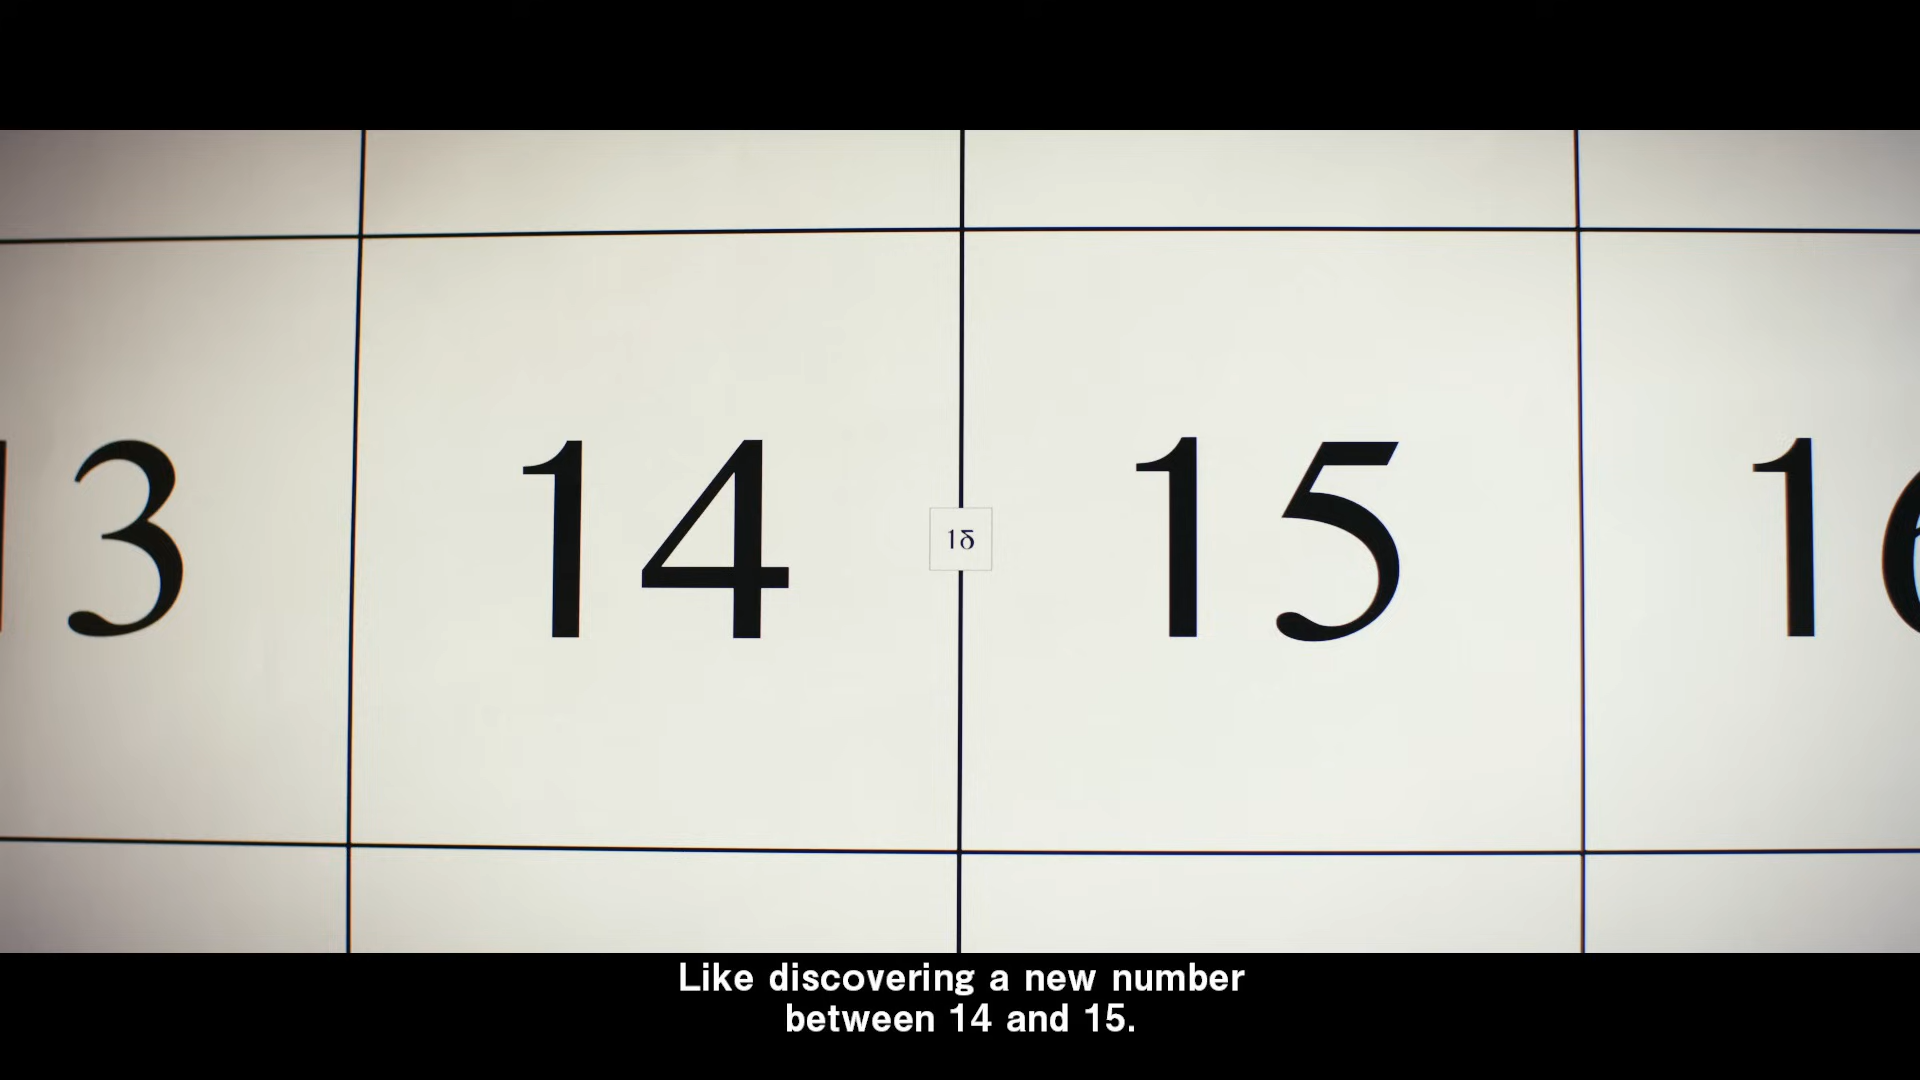 13 14 1δ 15 16
Like discovering a new number
between 14 and 15.